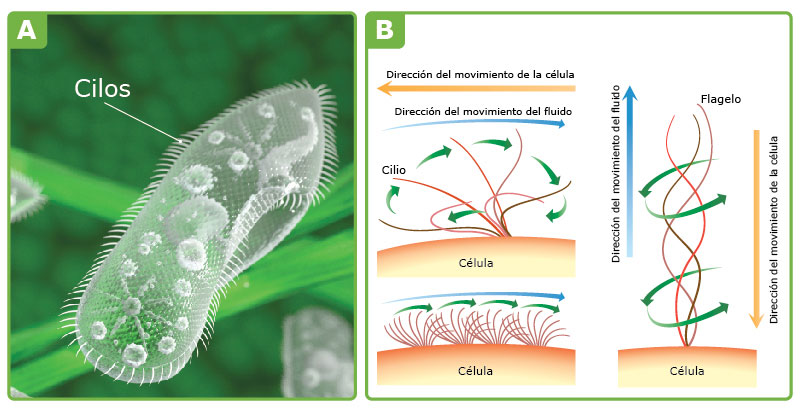 A
Cilos
B
Dirección del movimiento de la célula
Dirección del movimiento del fluido
Cilio
Célula
Célula
Dirección del movimiento del fluido
Flagelo
Dirección del movimiento de la célula
Célula